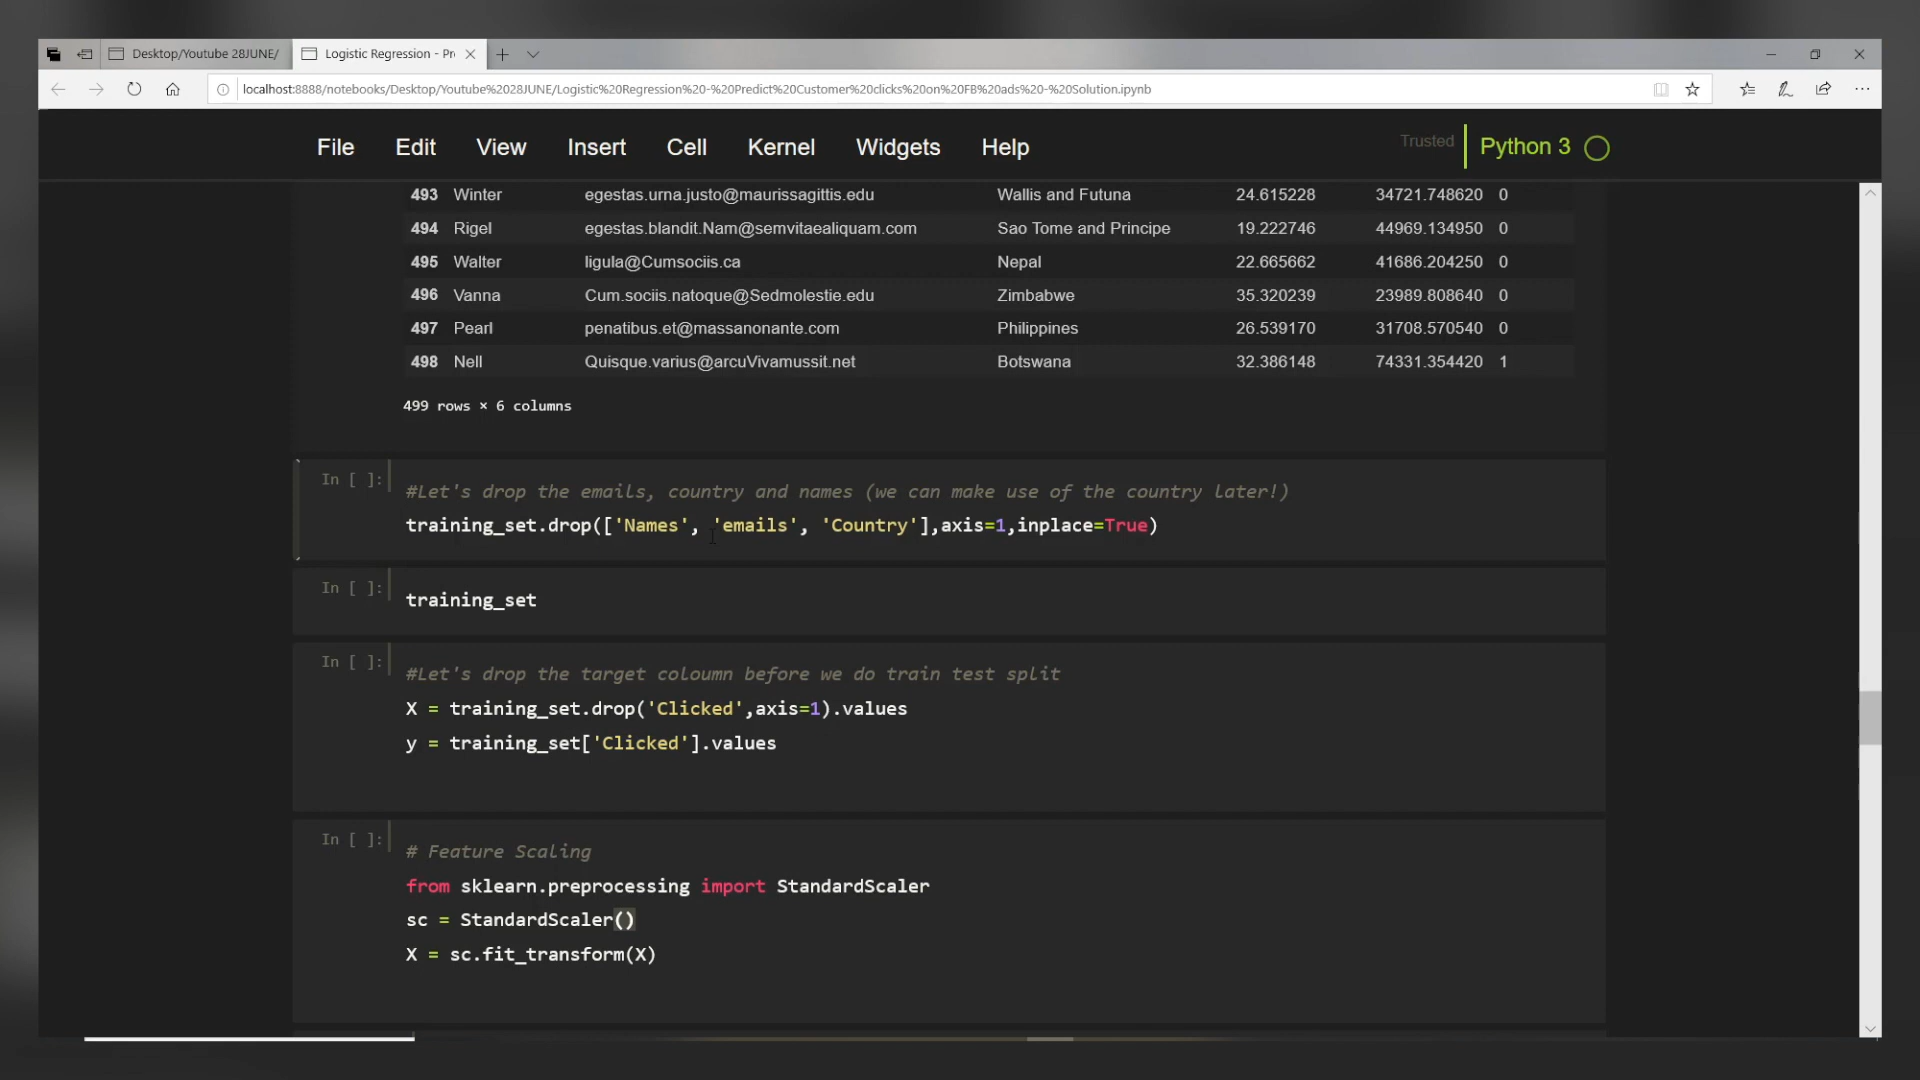 Desktop/Youtube 28JUNE/
Logistic Regression - Pr
localhost:8888/notebooks/Desktop/Youtube%2028JUNE/Logistic%20Regression%20-%20Predict%20Customer%20clicks%20on%20FB%20ads%20-%20Solution.ipynb
File Edit View Insert Cell Kernel Widgets Help Trusted Python 3
493 Winter egestas.urna.justo@maurissagittis.edu Wallis and Futuna 24.615228 34721.748620 0
494 Rigel egestas.blandit.Nam@semvitaealiquam.com Sao Tome and Principe 19.222746 44969.134950 0
495 Walter ligula@Cumsociis.ca Nepal 22.665662 41686.204250 0
496 Vanna Cum.sociis.natoque@Sedmolestie.edu Zimbabwe 35.320239 23989.808640 0
497 Pearl penatibus.et@massanonante.com Philippines 26.539170 31708.570540 0
498 Nell Quisque.varius@arcuVivamussit.net Botswana 32.386148 74331.354420 1
499 rows × 6 columns
In [ ]:
#Let's drop the emails, country and names (we can make use of the country later!)
training_set.drop(['Names', 'emails', 'Country'],axis=1,inplace=True)
In [ ]:
training_set
In [ ]:
#Let's drop the target coloumn before we do train test split
X = training_set.drop('Clicked',axis=1).values
y = training_set['Clicked'].values
In [ ]:
# Feature Scaling
from sklearn.preprocessing import StandardScaler
sc = StandardScaler()
X = sc.fit_transform(X)